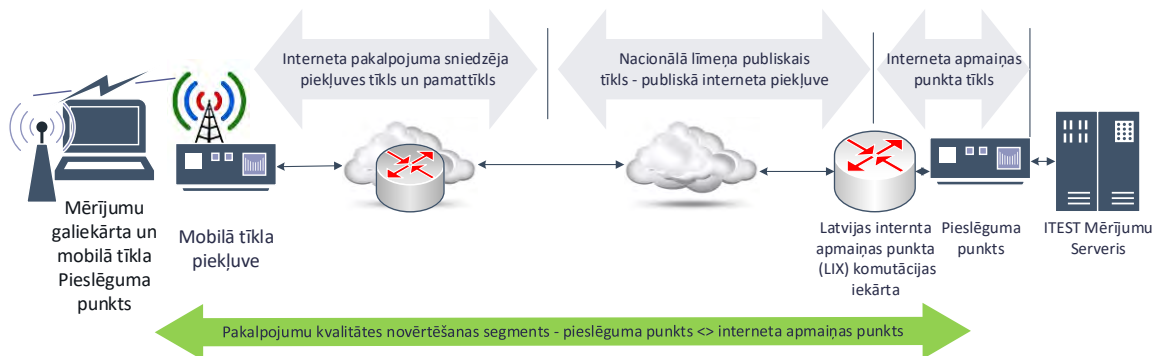 Interneta pakalpojuma sniedzēja
piekļuves tīkls un pamattīkls
Nacionālā līmeņa publiskais
tīkls - publiskā interneta piekļuve
Interneta apmaiņas
punkta tīkls
Mērījumu
galiekārta un
mobilā tīkla
Pieslēguma
punkts
Mobilā tīkla
piekļuve
Latvijas internta
apmaiņas punkta
(LIX) komutācijas
iekārta
Pieslēguma
punkts
ITEST Mērījumu
Serveris
Pakalpojumu kvalitātes novērtēšanas segments - pieslēguma punkts <> interneta apmaiņas punkts